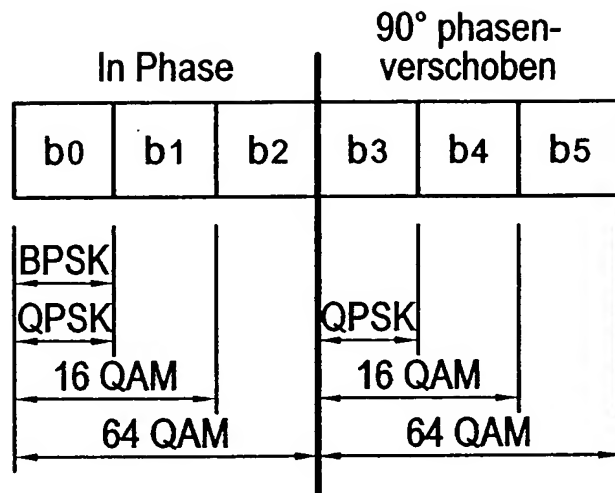 In Phase
90° phasen-
verschoben
b0 b1 b2 b3 b4 b5
BPSK
QPSK QPSK
16 QAM 16 QAM
64 QAM 64 QAM